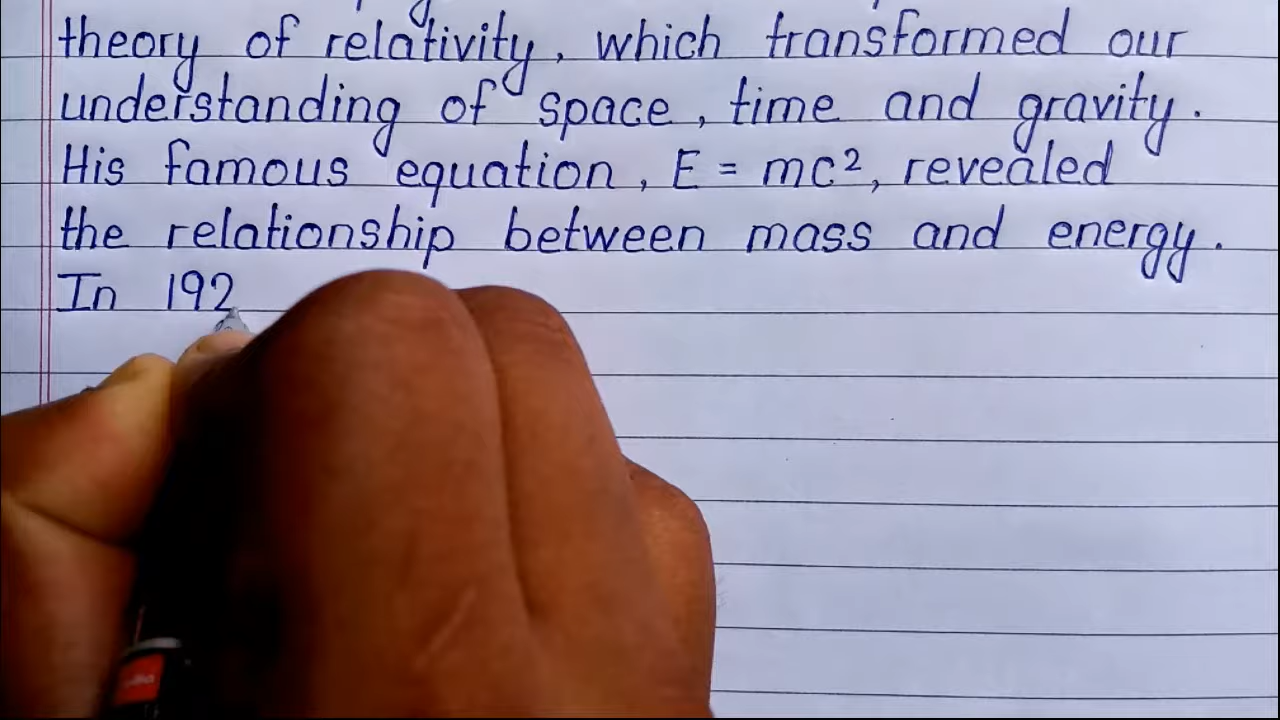 theory of relativity, which transformed our
understanding of space, time and gravity.
His famous equation, E = mc², revealed
the relationship between mass and energy.
In 192